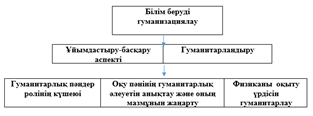 Білім беруді
гуманизациялау
Ұйымдастыру-басқару
аспекті
Гуманитарландыру
Гуманитарлық пәндер
ролінің күшеюі
Оқу пәнінің гуманитарлық
әлеуетін анықтау және оның
мазмұнын жаңарту
Физиканы оқыту
үрдісін
гуманитарлау